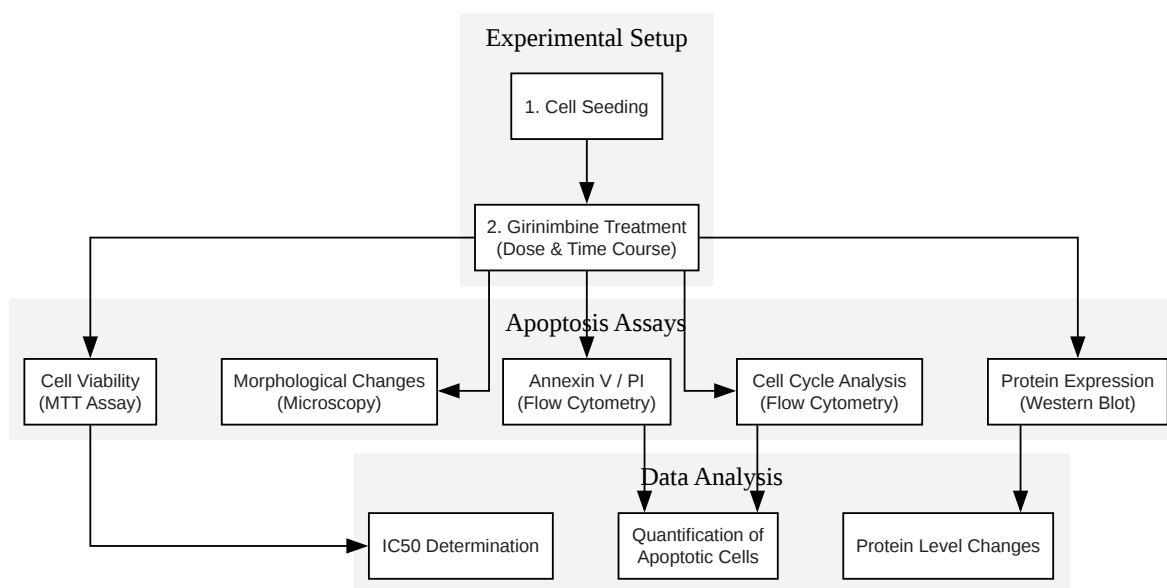 Experimental Setup
1. Cell Seeding
2. Girinimbine Treatment
(Dose & Time Course)
Apoptosis Assays
Cell Viability
(MTT Assay)
Morphological Changes
(Microscopy)
Annexin V / PI
(Flow Cytometry)
Cell Cycle Analysis
(Flow Cytometry)
Protein Expression
(Western Blot)
Data Analysis
IC50 Determination
Quantification of
Apoptotic Cells
Protein Level Changes